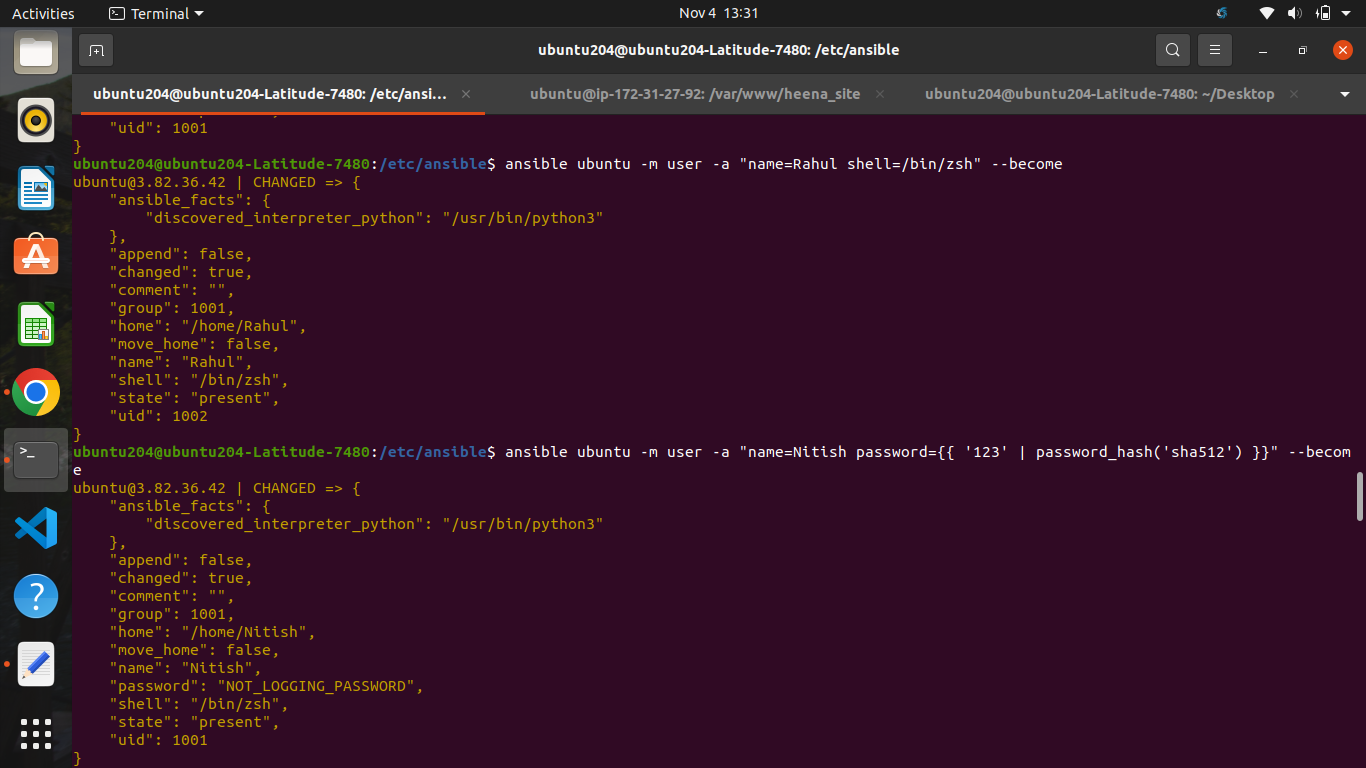 Activities
Terminal
Nov 4 13:31
ubuntu204@ubuntu204-Latitude-7480: /etc/ansible
ubuntu204@ubuntu204-Latitude-7480: /etc/ansi…
ubuntu@ip-172-31-27-92: /var/www/heena_site
ubuntu204@ubuntu204-Latitude-7480: ~/Desktop
    "uid": 1001
}
ubuntu204@ubuntu204-Latitude-7480:/etc/ansible$ ansible ubuntu -m user -a "name=Rahul shell=/bin/zsh" --become
ubuntu@3.82.36.42 | CHANGED => {
    "ansible_facts": {
        "discovered_interpreter_python": "/usr/bin/python3"
    },
    "append": false,
    "changed": true,
    "comment": "",
    "group": 1001,
    "home": "/home/Rahul",
    "move_home": false,
    "name": "Rahul",
    "shell": "/bin/zsh",
    "state": "present",
    "uid": 1002
}
ubuntu204@ubuntu204-Latitude-7480:/etc/ansible$ ansible ubuntu -m user -a "name=Nitish password={{ '123' | password_hash('sha512') }}" --becom
e
ubuntu@3.82.36.42 | CHANGED => {
    "ansible_facts": {
        "discovered_interpreter_python": "/usr/bin/python3"
    },
    "append": false,
    "changed": true,
    "comment": "",
    "group": 1001,
    "home": "/home/Nitish",
    "move_home": false,
    "name": "Nitish",
    "password": "NOT_LOGGING_PASSWORD",
    "shell": "/bin/zsh",
    "state": "present",
    "uid": 1001
}